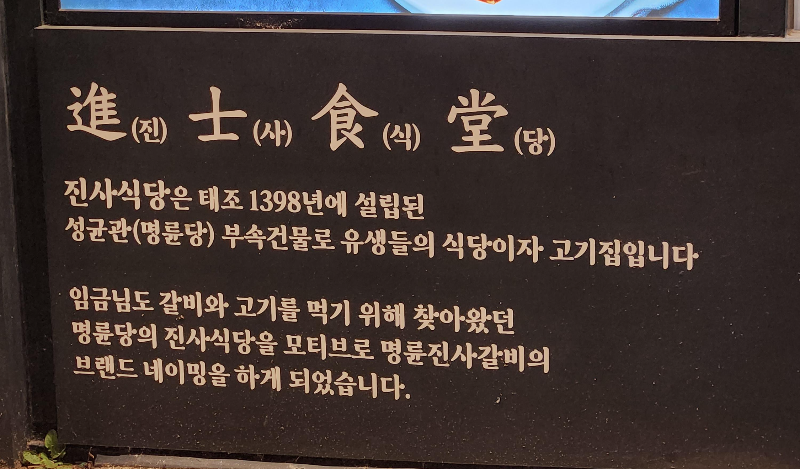 進(진) 士(사) 食(식) 堂(당)
진사식당은 태조 1398년에 설립된
성균관(명륜당) 부속건물로 유생들의 식당이자 고기집입니다
임금님도 갈비와 고기를 먹기 위해 찾아왔던
명륜당의 진사식당을 모티브로 명륜진사갈비의
브랜드 네이밍을 하게 되었습니다.